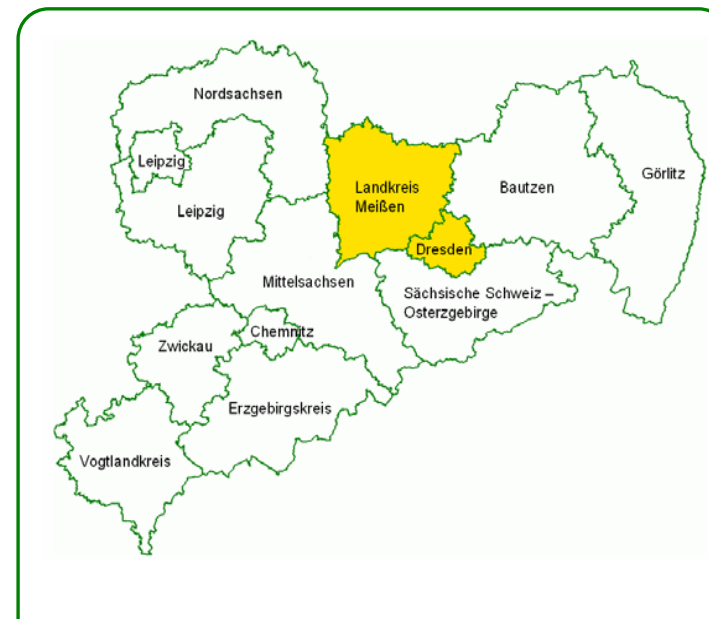 Nordsachsen
Leipzig
Leipzig
Landkreis
Meißen
Bautzen
Görlitz
Dresden
Mittelsachsen
Sächsische Schweiz –
Osterzgebirge
Chemnitz
Zwickau
Erzgebirgskreis
Vogtlandkreis